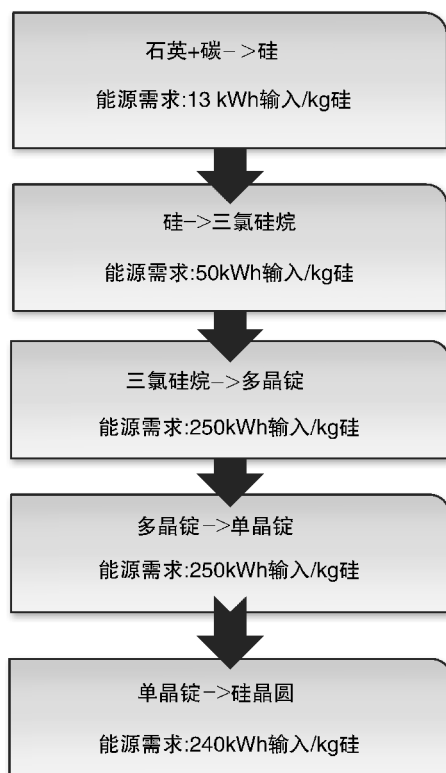 石英+碳->硅
能源需求:13 kWh输入/kg硅
硅->三氯硅烷
能源需求:50kWh输入/kg硅
三氯硅烷->多晶锭
能源需求:250kWh输入/kg硅
多晶锭->单晶锭
能源需求:250kWh输入/kg硅
单晶锭->硅晶圆
能源需求:240kWh输入/kg硅